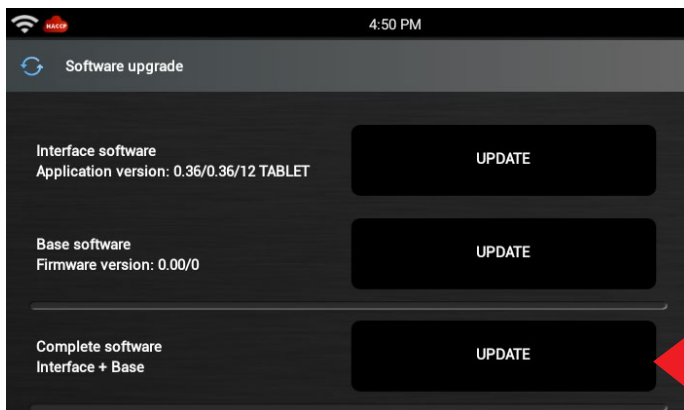 HACCP
4:50 PM
Software upgrade
Interface software
Application version: 0.36/0.36/12 TABLET
UPDATE
Base software
Firmware version: 0.00/0
UPDATE
Complete software
Interface + Base
UPDATE